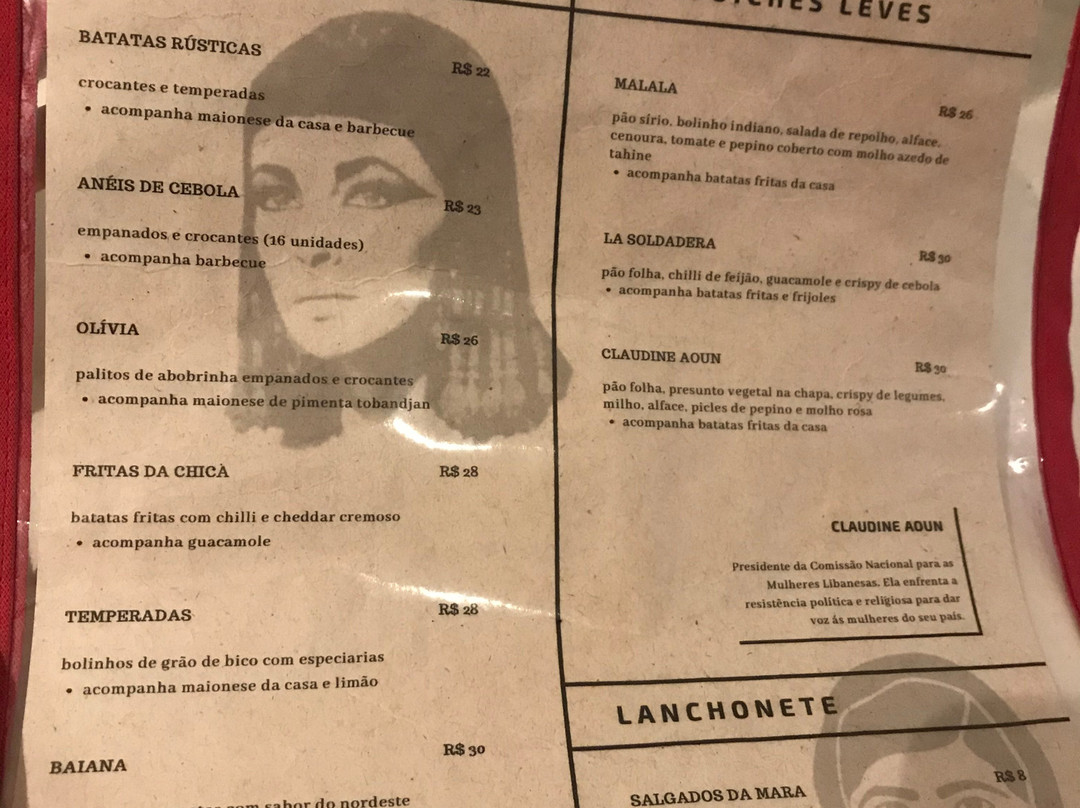 BATATAS RÚSTICAS
R$ 22
crocantes e temperadas
• acompanha maionese da casa e barbecue
ANÉIS DE CEBOLA
R$ 23
empanados e crocantes (16 unidades)
• acompanha barbecue
OLÍVIA
R$ 26
palitos de abobrinha empanados e crocantes
• acompanha maionese de pimenta tobandjan
FRITAS DA CHICÀ
R$ 28
batatas fritas com chilli e cheddar cremoso
• acompanha guacamole
TEMPERADAS
R$ 28
bolinhos de grão de bico com especiarias
• acompanha maionese da casa e limão
BAIANA
R$ 30
com sabor do nordeste
LEVES
MALALA
R$ 26
pão sírio, bolinho indiano, salada de repolho, alface,
cenoura, tomate e pepino coberto com molho azedo de
tahine
• acompanha batatas fritas da casa
LA SOLDADERA
R$ 30
pão folha, chilli de feijão, guacamole e crispy de cebola
• acompanha batatas fritas e frijoles
CLAUDINE AOUN
R$ 30
pão folha, presunto vegetal na chapa, crispy de legumes,
milho, alface, picles de pepino e molho rosa
• acompanha batatas fritas da casa
CLAUDINE AOUN
Presidente da Comissão Nacional para as
Mulheres Libanesas. Ela enfrenta a
resistência política e religiosa para dar
voz ás mulheres do seu país.
LANCHONETE
SALGADOS DA MARA
R$ 8